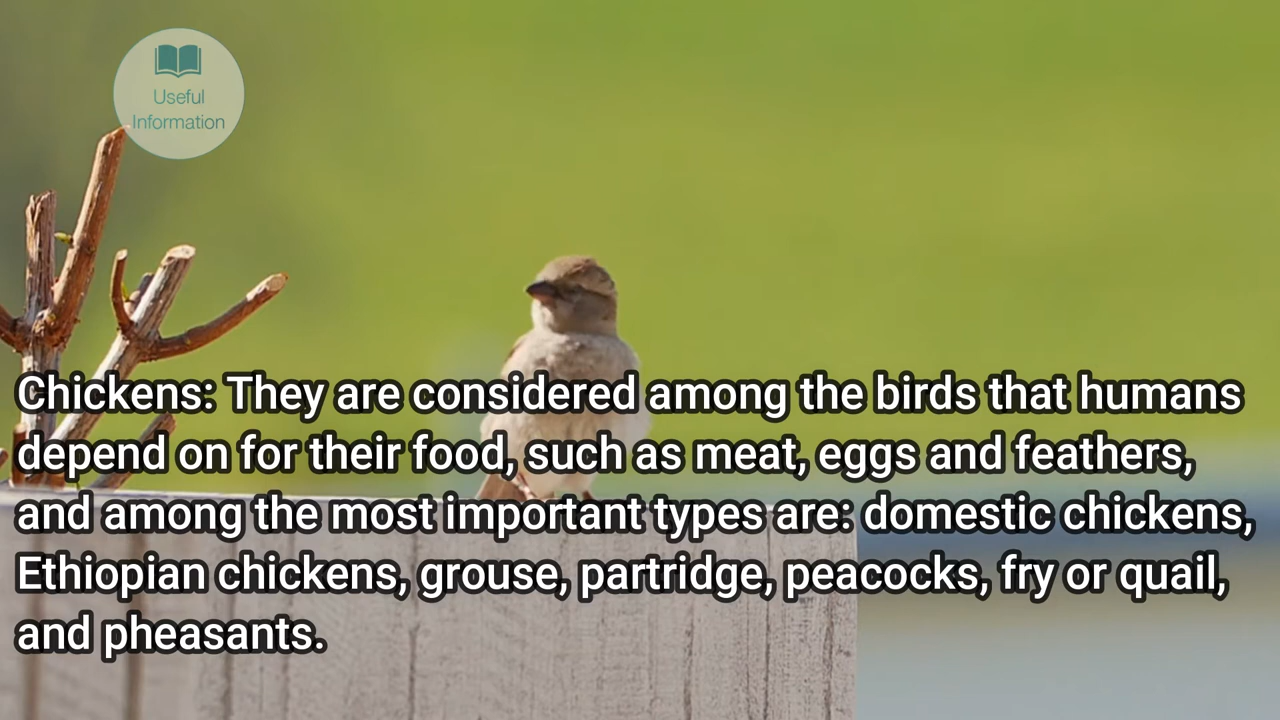 Useful
Information
Chickens: They are considered among the birds that humans
depend on for their food, such as meat, eggs and feathers,
and among the most important types are: domestic chickens,
Ethiopian chickens, grouse, partridge, peacocks, fry or quail,
and pheasants.